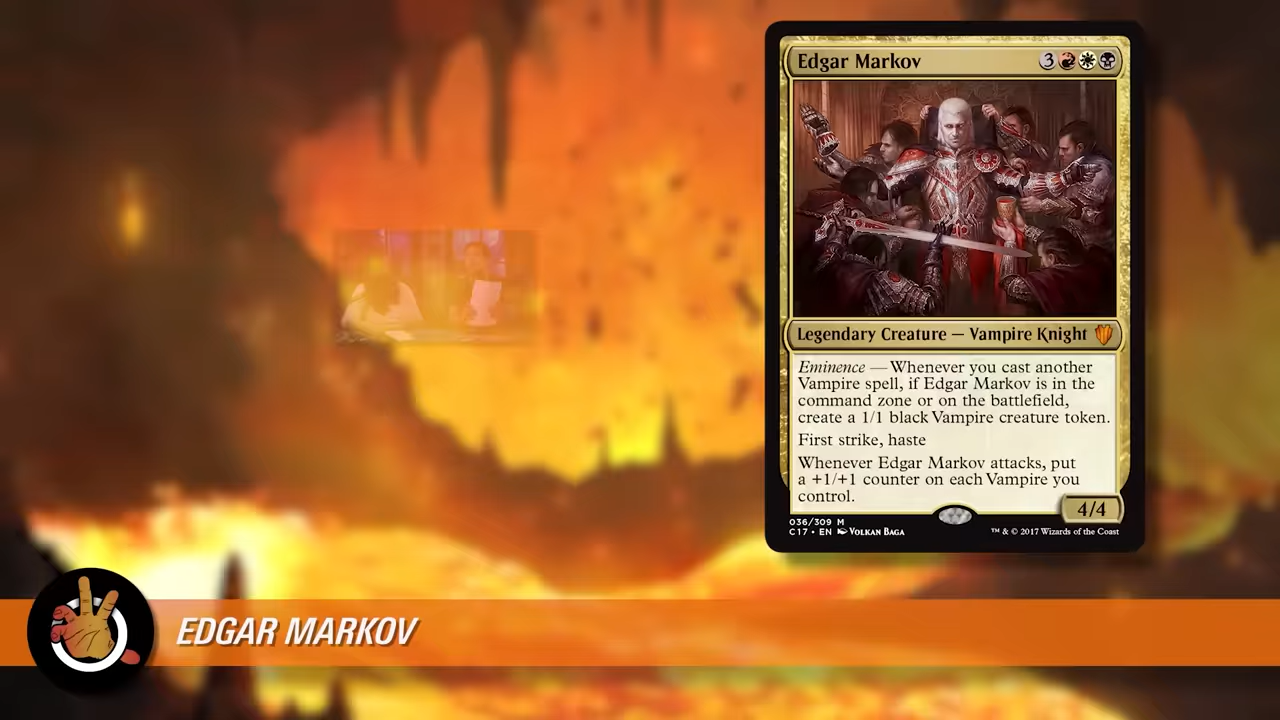 Edgar Markov 3
Legendary Creature — Vampire Knight
Eminence — Whenever you cast another
Vampire spell, if Edgar Markov is in the
command zone or on the battlefield,
create a 1/1 black Vampire creature token.
First strike, haste
Whenever Edgar Markov attacks, put
a +1/+1 counter on each Vampire you
control.
4/4
036/309 M
C17 • EN Volkan Baga
™ & © 2017 Wizards of the Coast
EDGAR MARKOV